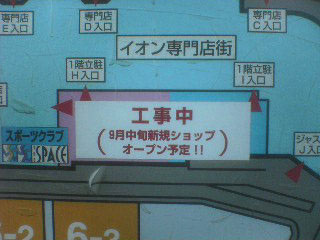 専門店
E入口
専門店
D入口
専門店
C入口
イオン専門店街
1階立駐
H入口
1階立駐
I入口
工事中
(9月中旬新規ショップ
オープン予定!!)
スポーツクラブ
SPACE
ジャス
J入口
6-2